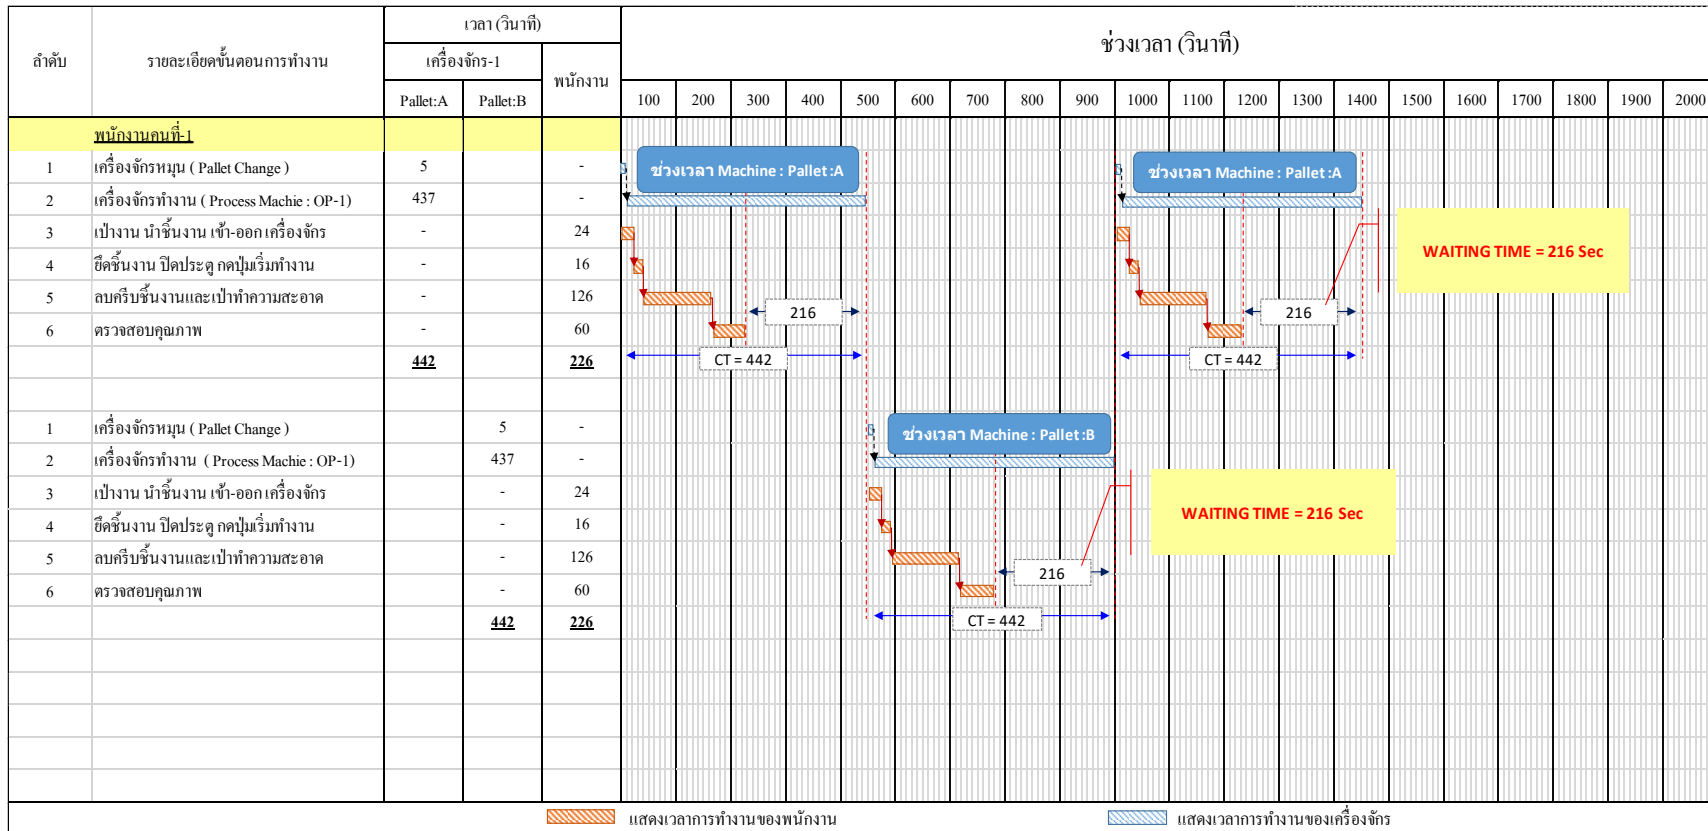 ลำดับ รายละเอียดขั้นตอนการทำงาน เวลา (วินาที) ช่วงเวลา (วินาที)
เครื่องจักร-1 พนักงาน
Pallet:A Pallet:B 100 200 300 400 500 600 700 800 900 1000 1100 1200 1300 1400 1500 1600 1700 1800 1900 2000
พนักงานคนที่-1
1 เครื่องจักรหมุน ( Pallet Change ) 5 - ช่วงเวลา Machine : Pallet:A ช่วงเวลา Machine : Pallet:A
2 เครื่องจักรทำงาน ( Process Machie : OP-1) 437 -
3 เป่างาน นำชิ้นงาน เข้า-ออก เครื่องจักร - 24
WAITING TIME = 216 Sec
4 ยึดชิ้นงาน ปิดประตู กดปุ่มเริ่มทำงาน - 16
5 ลบครีบชิ้นงานและเป่าทำความสะอาด - 126
216 216
6 ตรวจสอบคุณภาพ - 60
442 226 CT = 442 CT = 442
1 เครื่องจักรหมุน ( Pallet Change ) 5 - ช่วงเวลา Machine : Pallet:B
2 เครื่องจักรทำงาน ( Process Machie : OP-1) 437 -
3 เป่างาน นำชิ้นงาน เข้า-ออก เครื่องจักร - 24
WAITING TIME = 216 Sec
4 ยึดชิ้นงาน ปิดประตู กดปุ่มเริ่มทำงาน - 16
5 ลบครีบชิ้นงานและเป่าทำความสะอาด - 126
216
6 ตรวจสอบคุณภาพ - 60
442 226 CT = 442
แสดงเวลาการทำงานของพนักงาน แสดงเวลาการทำงานของเครื่องจักร